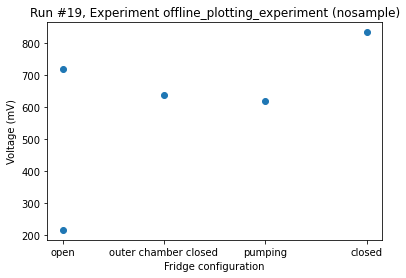 Run #19, Experiment offline_plotting_experiment (nosample)
Voltage (mV)
800
700
600
500
400
300
200
open
outer chamber closed
pumping
closed
Fridge configuration